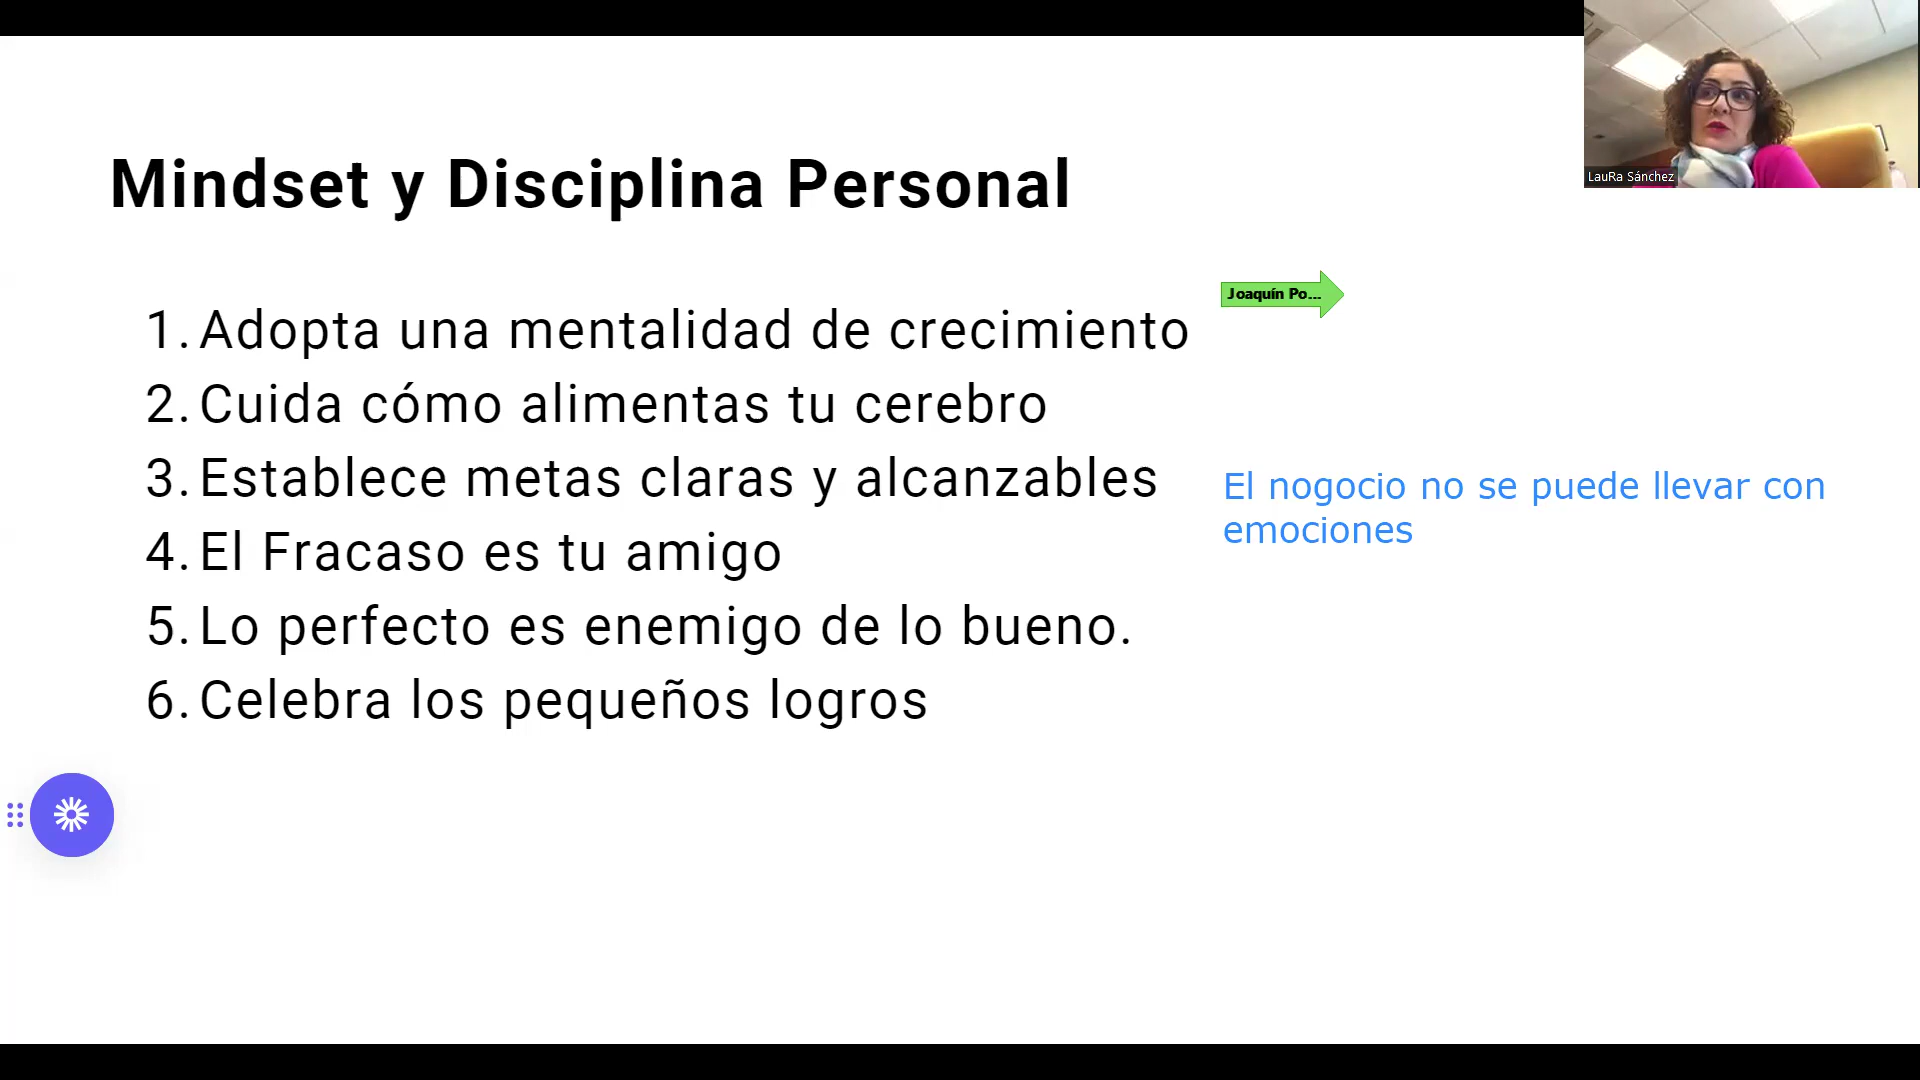 LauRa Sánchez
Mindset y Disciplina Personal
Joaquín Po...
1. Adopta una mentalidad de crecimiento
2. Cuida cómo alimentas tu cerebro
3. Establece metas claras y alcanzables
El nogocio no se puede llevar con
emociones
4. El Fracaso es tu amigo
5. Lo perfecto es enemigo de lo bueno.
6. Celebra los pequeños logros